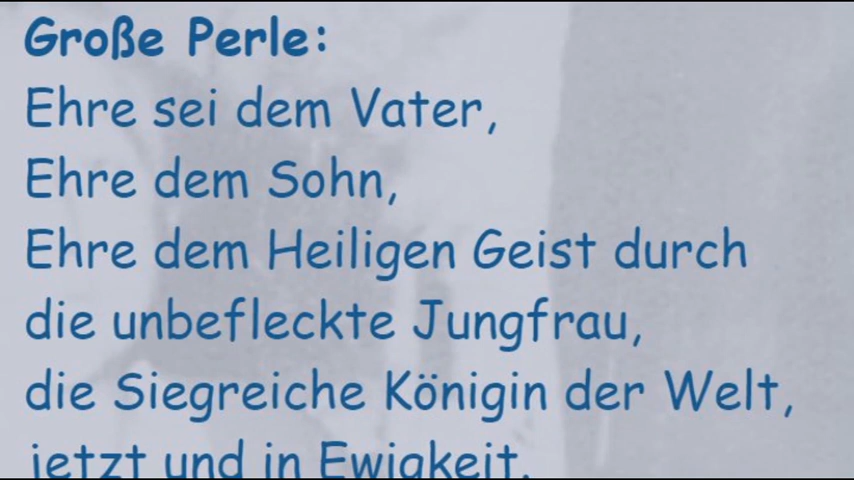 Große Perle:
Ehre sei dem Vater,
Ehre dem Sohn,
Ehre dem Heiligen Geist durch
die unbefleckte Jungfrau,
die Siegreiche Königin der Welt,
jetzt und in Ewigkeit.